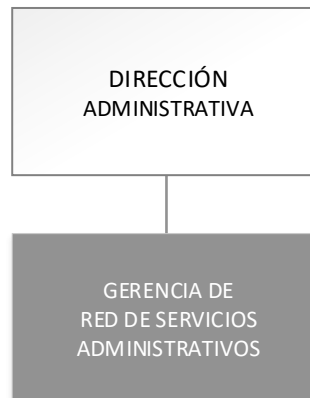 DIRECCIÓN
ADMINISTRATIVA
GERENCIA DE
RED DE SERVICIOS
ADMINISTRATIVOS